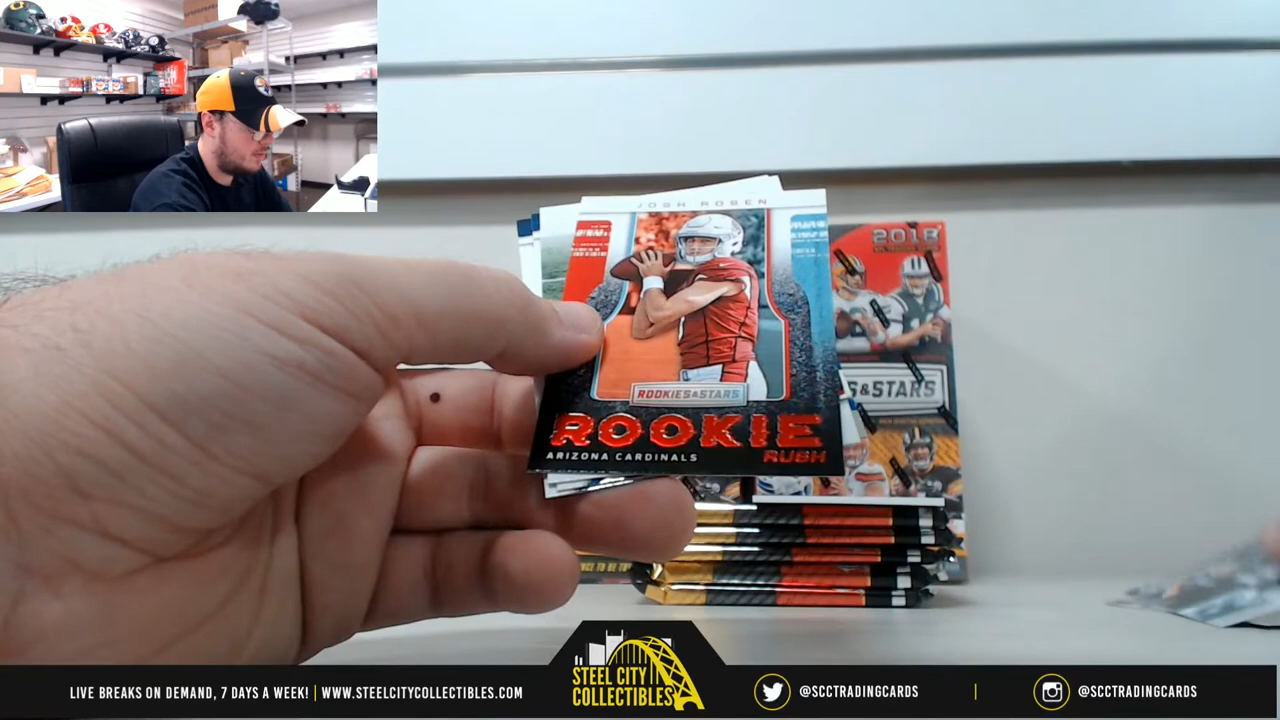 JOSH ROSEN
2018
ROOKIES & STARS
&STARS
ROOKIE
RUSH
ARIZONA CARDINALS
STEEL CITY
COLLECTIBLES
LIVE BREAKS ON DEMAND, 7 DAYS A WEEK! | WWW.STEELCITYCOLLECTIBLES.COM
@SCCTRADINGCARDS
@SCCTRADINGCARDS